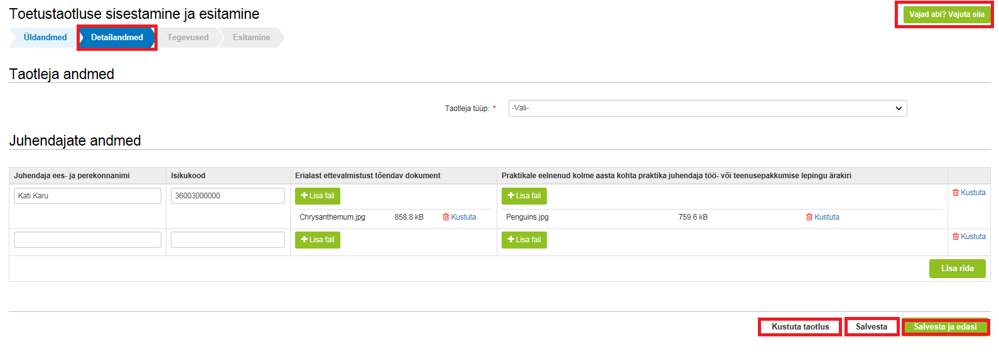 Toetustaotluse sisestamine ja esitamine
Vajad abi? Vajuta siia
Üldandmed Detailandmed Tegevused Esitamine
Taotleja andmed
Taotleja tüüp: * -Vali-
Juhendajate andmed
Juhendaja ees- ja perekonnanimi Isikukood Erialast ettevalmistust tõendav dokument Praktikale eelnenud kolme aasta kohta praktika juhendaja töö- või teenusepakkumise lepingu ärakiri
Kati Karu 36003000000 Lisa fail Lisa fail Kustuta
Chrysanthemum.jpg 858.8 kB Kustuta Penguins.jpg 759.6 kB Kustuta
Lisa fail Lisa fail Kustuta
Lisa rida
Kustuta taotlus Salvesta Salvesta ja edasi